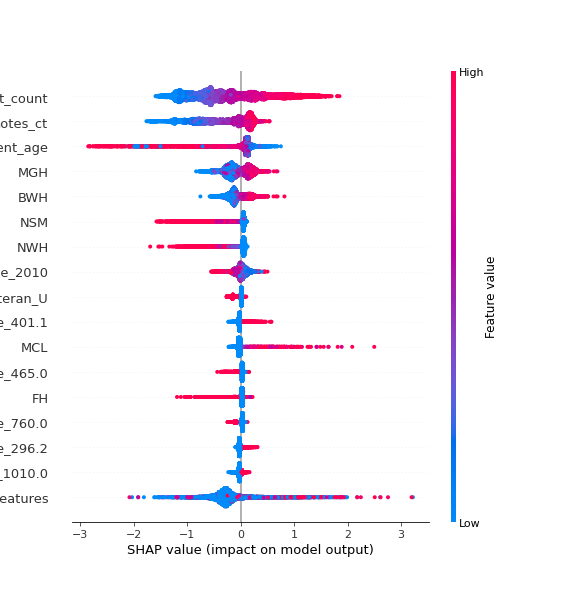 High
t_count
otes_ct
ent_age
MGH
BWH
NSM
NWH
e_2010
teran_U
e_401.1
MCL
e_465.0
FH
e_760.0
e_296.2
_1010.0
eatures
Low
Feature value
−3 −2 −1 0 1 2 3
SHAP value (impact on model output)